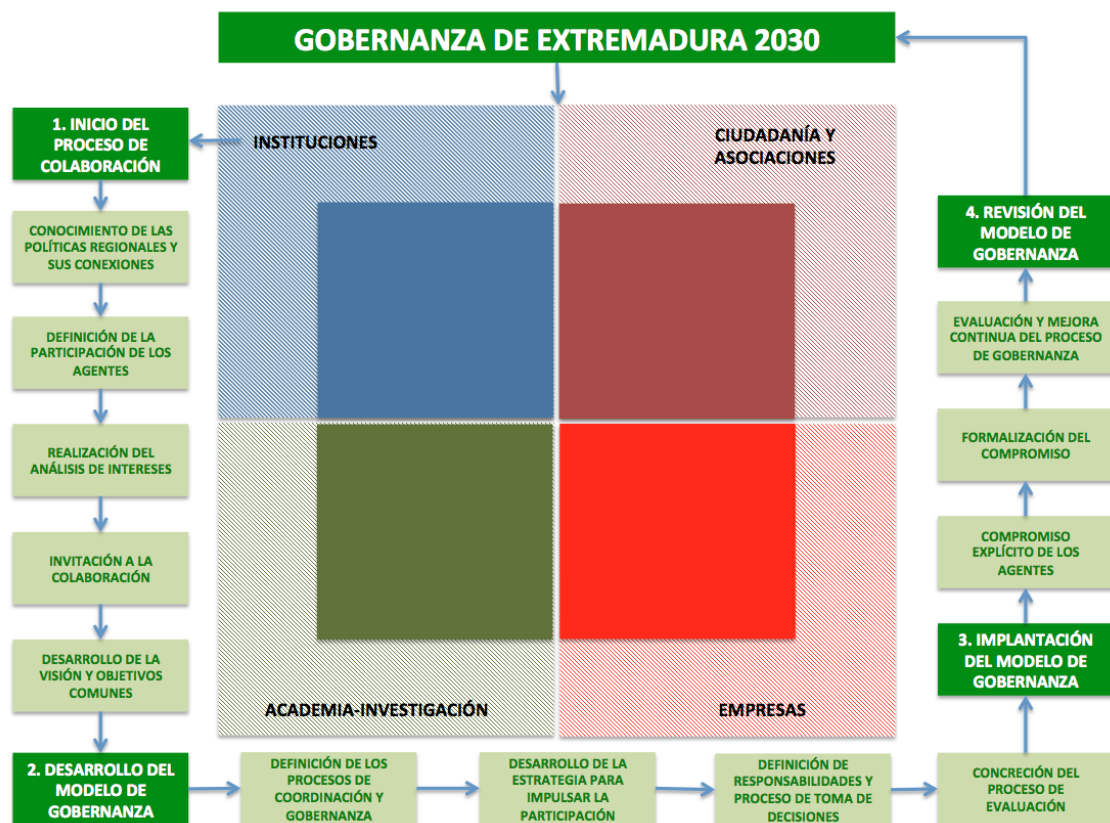 GOBERNANZA DE EXTREMADURA 2030
1. INICIO DEL
PROCESO DE
COLABORACIÓN
CONOCIMIENTO DE LAS
POLÍTICAS REGIONALES Y
SUS CONEXIONES
DEFINICIÓN DE LA
PARTICIPACIÓN DE LOS
AGENTES
REALIZACIÓN DEL
ANÁLISIS DE INTERESES
INVITACIÓN A LA
COLABORACIÓN
DESARROLLO DE LA
VISIÓN Y OBJETIVOS
COMUNES
2. DESARROLLO DEL
MODELO DE
GOBERNANZA
INSTITUCIONES
CIUDADANÍA Y
ASOCIACIONES
ACADEMIA-INVESTIGACIÓN
EMPRESAS
DEFINICIÓN DE LOS
PROCESOS DE
COORDINACIÓN Y
GOBERNANZA
DESARROLLO DE LA
ESTRATEGIA PARA
IMPULSAR LA
PARTICIPACIÓN
DEFINICIÓN DE
RESPONSABILIDADES Y
PROCESO DE TOMA DE
DECISIONES
CONCRECIÓN DEL
PROCESO DE
EVALUACIÓN
3. IMPLANTACIÓN
DEL MODELO DE
GOBERNANZA
COMPROMISO
EXPLÍCITO DE LOS
AGENTES
FORMALIZACIÓN DEL
COMPROMISO
EVALUACIÓN Y MEJORA
CONTINUA DEL PROCESO
DE GOBERNANZA
4. REVISIÓN DEL
MODELO DE
GOBERNANZA